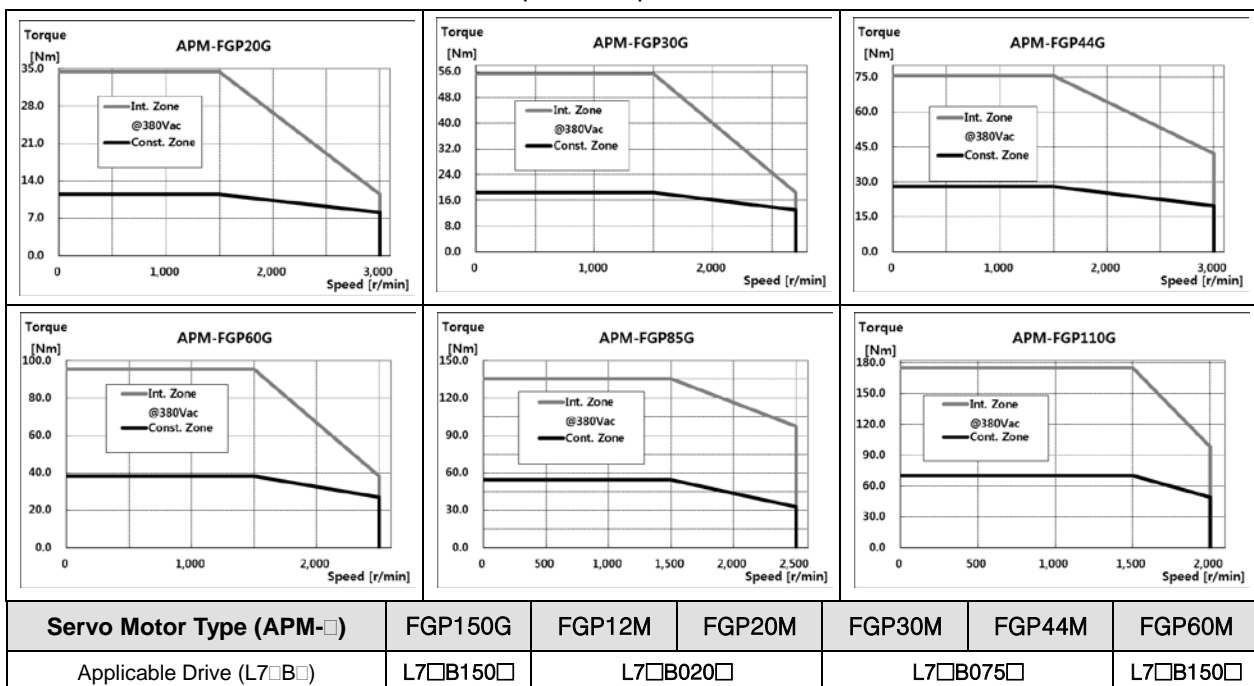 Torque
[Nm]
APM-FGP20G
35.0
28.0
21.0
14.0
7.0
0.0
Int. Zone
@380Vac
Const. Zone
0
1,000
2,000
3,000
Speed [r/min]
Torque
[Nm]
APM-FGP30G
56.0
48.0
40.0
32.0
24.0
16.0
8.0
0.0
Int. Zone
@380Vac
Const. Zone
0
1,000
2,000
Speed [r/min]
Torque
[Nm]
APM-FGP44G
75.0
60.0
45.0
30.0
15.0
0.0
Int. Zone
@380Vac
Const. Zone
0
1,000
2,000
3,000
Speed [r/min]
Torque
[Nm]
APM-FGP60G
100.0
80.0
60.0
40.0
20.0
0.0
Int. Zone
@380Vac
Const. Zone
0
1,000
2,000
Speed [r/min]
Torque
[Nm]
APM-FGP85G
150.0
120.0
90.0
60.0
30.0
0.0
Int. Zone
@380Vac
Cont. Zone
0
500
1,000
1,500
2,000
2,500
Speed [r/min]
Torque
[Nm]
APM-FGP110G
180.0
150.0
120.0
90.0
60.0
30.0
Int. Zone
@380Vac
Cont. Zone
0
500
1,000
1,500
2,000
Speed [r/min]
Servo Motor Type (APM-□) FGP150G FGP12M FGP20M FGP30M FGP44M FGP60M
Applicable Drive (L7□B□) L7□B150□ L7□B020□ L7□B075□ L7□B150□